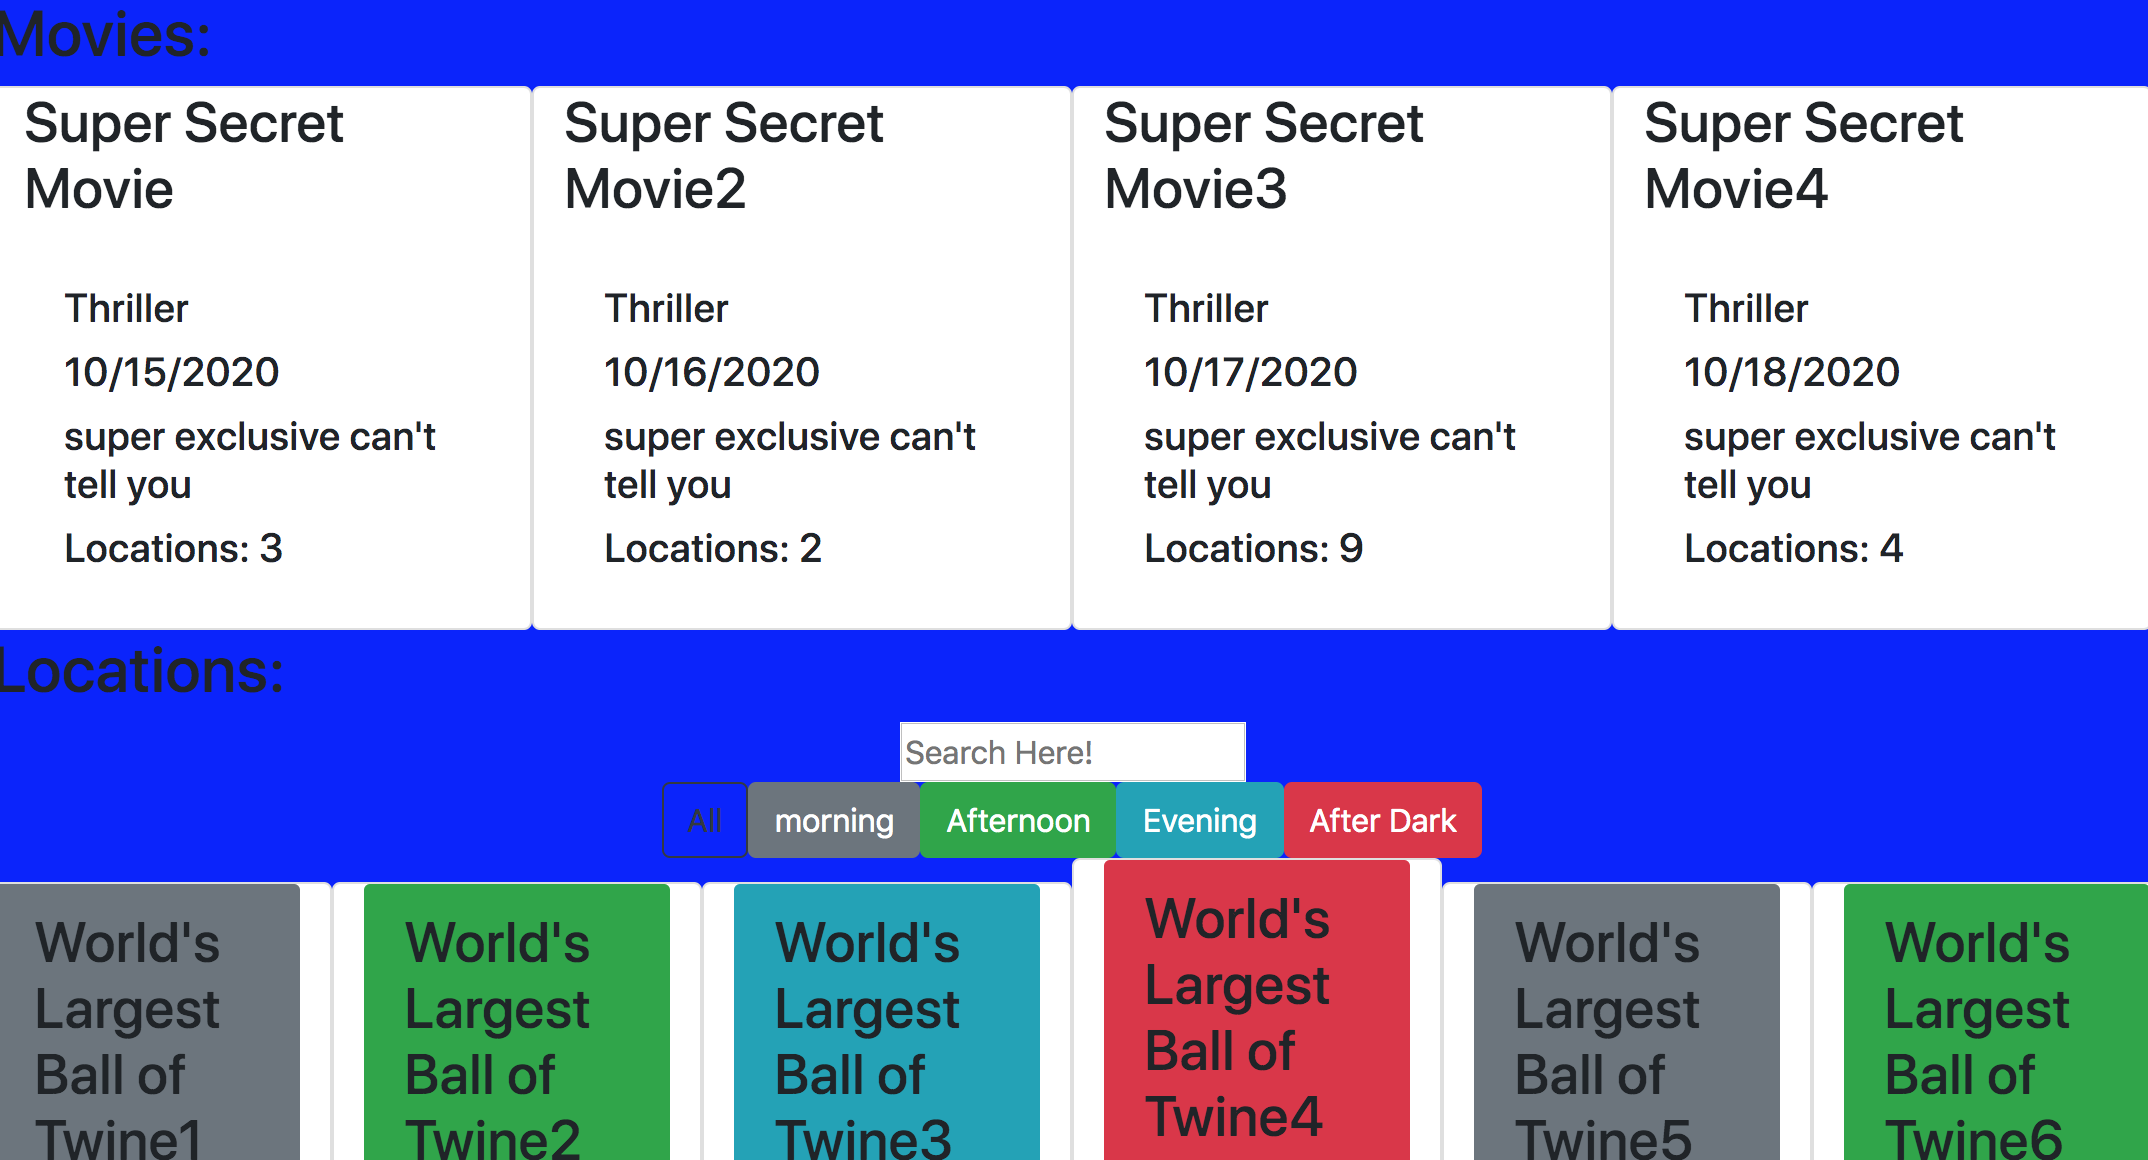 Movies:
Super Secret
Movie
Thriller
10/15/2020
super exclusive can't
tell you
Locations: 3
Super Secret
Movie2
Thriller
10/16/2020
super exclusive can't
tell you
Locations: 2
Super Secret
Movie3
Thriller
10/17/2020
super exclusive can't
tell you
Locations: 9
Super Secret
Movie4
Thriller
10/18/2020
super exclusive can't
tell you
Locations: 4
Locations:
Search Here!
All
morning
Afternoon
Evening
After Dark
World's
Largest
Ball of
Twine1
World's
Largest
Ball of
Twine2
World's
Largest
Ball of
Twine3
World's
Largest
Ball of
Twine4
World's
Largest
Ball of
Twine5
World's
Largest
Ball of
Twine6